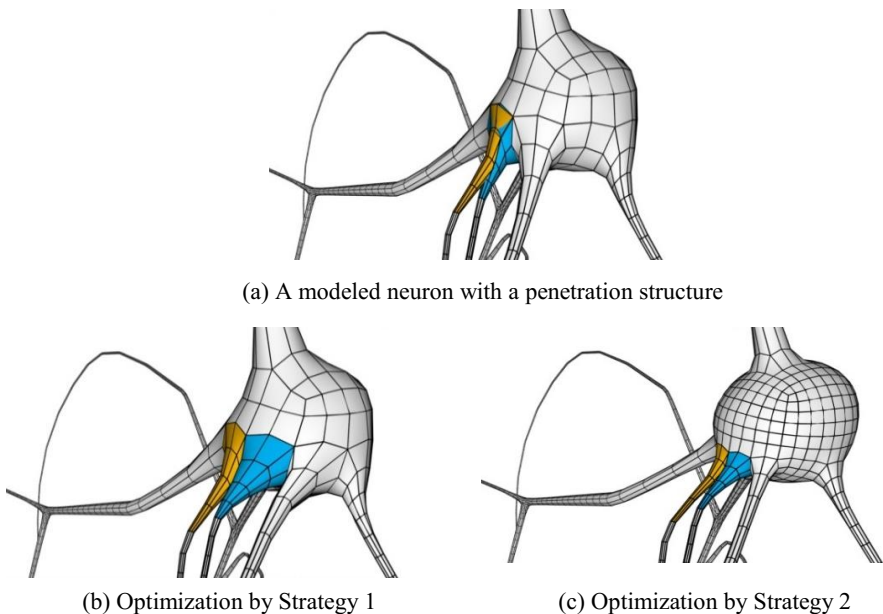 (a) A modeled neuron with a penetration structure
(b) Optimization by Strategy 1
(c) Optimization by Strategy 2